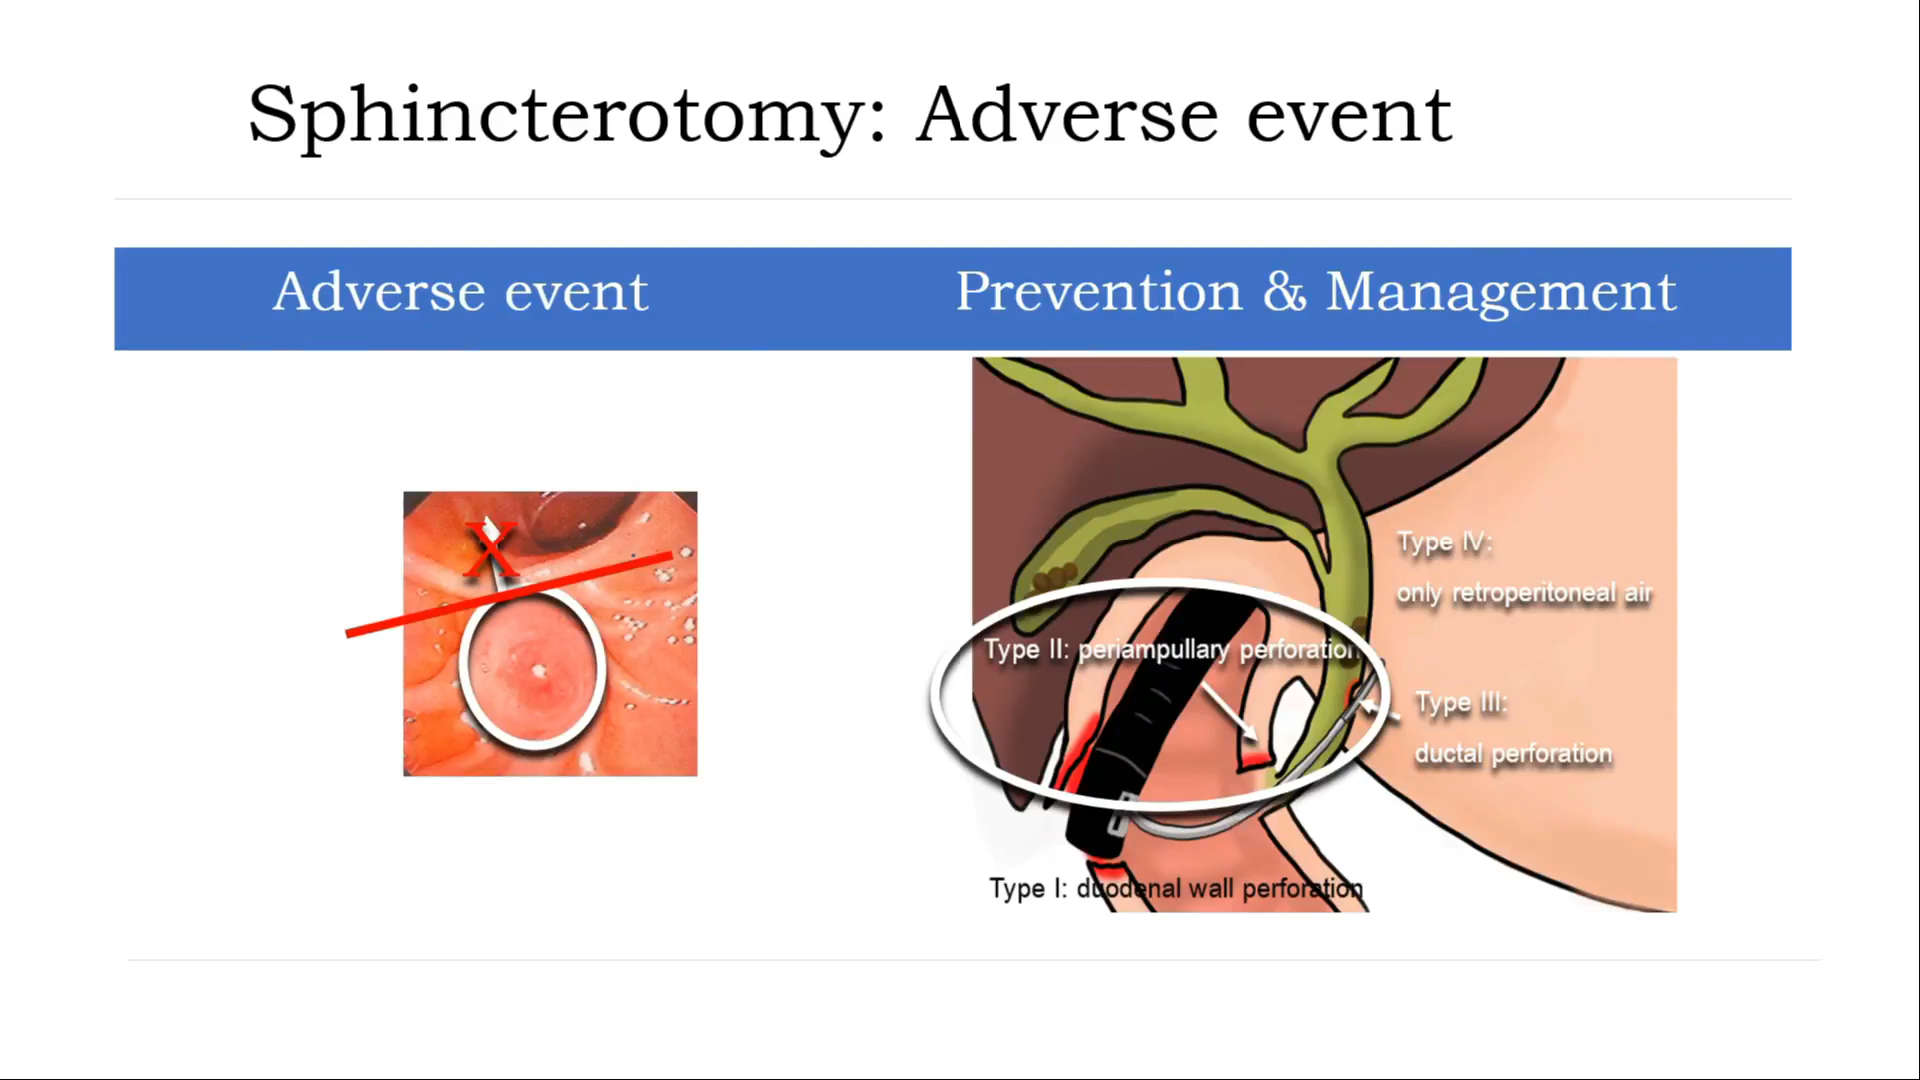 Sphincterotomy: Adverse event
Adverse event
Prevention & Management
X
Type IV:
only retroperitoneal air
Type II: periampullary perforation
Type III:
ductal perforation
Type I: duodenal wall perforation